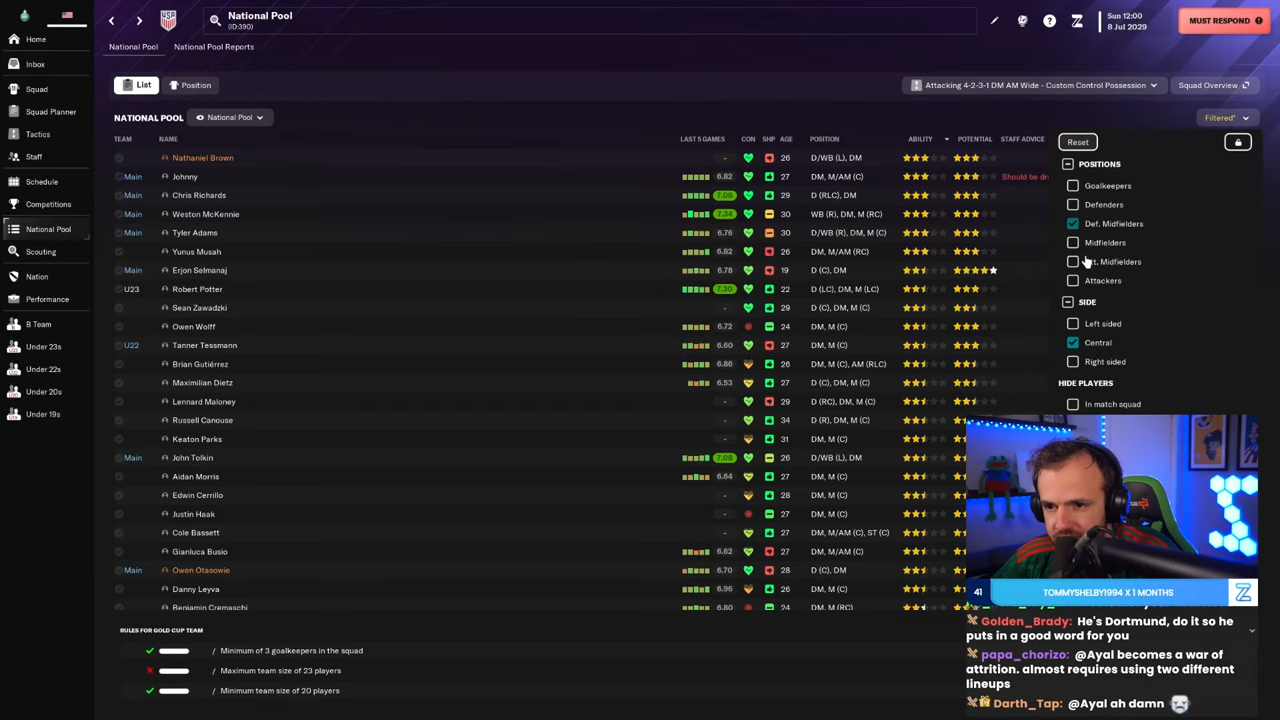 National Pool
(ID:390)
Sun 12:00
8 Jul 2029
MUST RESPOND
Home
Inbox
Squad
Squad Planner
Tactics
Staff
Schedule
Competitions
National Pool
Scouting
Nation
Performance
B Team
Under 23s
Under 22s
Under 20s
Under 19s
National Pool National Pool Reports
List Position Attacking 4-2-3-1 DM AM Wide - Custom Control Possession Squad Overview
NATIONAL POOL National Pool Filtered*
TEAM NAME LAST 5 GAMES CON SHP AGE POSITION ABILITY POTENTIAL STAFF ADVICE
Nathaniel Brown - 26 D/WB (L), DM
Main Johnny 6.82 27 DM, M/AM (C) Should be dr
Main Chris Richards 7.08 29 D (RLC), DM
Main Weston McKennie 7.34 30 WB (R), DM, M (RC)
Main Tyler Adams 6.76 30 D/WB (R), DM, M (C)
Yunus Musah 6.82 26 DM, M/AM (RC)
Main Erjon Selmanaj 6.78 19 D (C), DM
U23 Robert Potter 7.30 22 D (LC), DM, M (LC)
Sean Zawadzki - 29 D (C), DM, M (C)
Owen Wolff 6.72 24 DM, M (C)
U22 Tanner Tessmann 6.60 27 DM, M (C)
Brian Gutiérrez 6.86 26 DM, M (C), AM (RLC)
Maximilian Dietz 6.53 27 D (C), DM, M (C)
Lennard Maloney - 29 D (RC), DM, M (C)
Russell Canouse - 34 D (R), DM, M (C)
Keaton Parks - 31 DM, M (C)
Main John Tolkin 7.08 26 D/WB (L), DM
Aidan Morris 6.64 27 DM, M (C)
Edwin Cerrillo - 28 DM, M (C)
Justin Haak - 27 D (C), DM, M (C)
Cole Bassett - 27 DM, M/AM (C), ST (C)
Gianluca Busio 6.62 27 DM, M/AM (C)
Main Owen Otasowie 6.70 28 D (C), DM
Danny Leyva 6.96 26 DM, M (C)
Benjamin Cremaschi 6.80 24 DM, M (RC)
Reset
POSITIONS
Goalkeepers
Defenders
Def. Midfielders
Midfielders
tt. Midfielders
Attackers
SIDE
Left sided
Central
Right sided
HIDE PLAYERS
In match squad
RULES FOR GOLD CUP TEAM
/ Minimum of 3 goalkeepers in the squad
/ Maximum team size of 23 players
/ Minimum team size of 20 players
41 TOMMYSHELBY1994 X 1 MONTHS
Golden_Brady: He's Dortmund, do it so he
puts in a good word for you
papa_chorizo: @Ayal becomes a war of
attrition. almost requires using two different
lineups
Darth_Tap: @Ayal ah damn